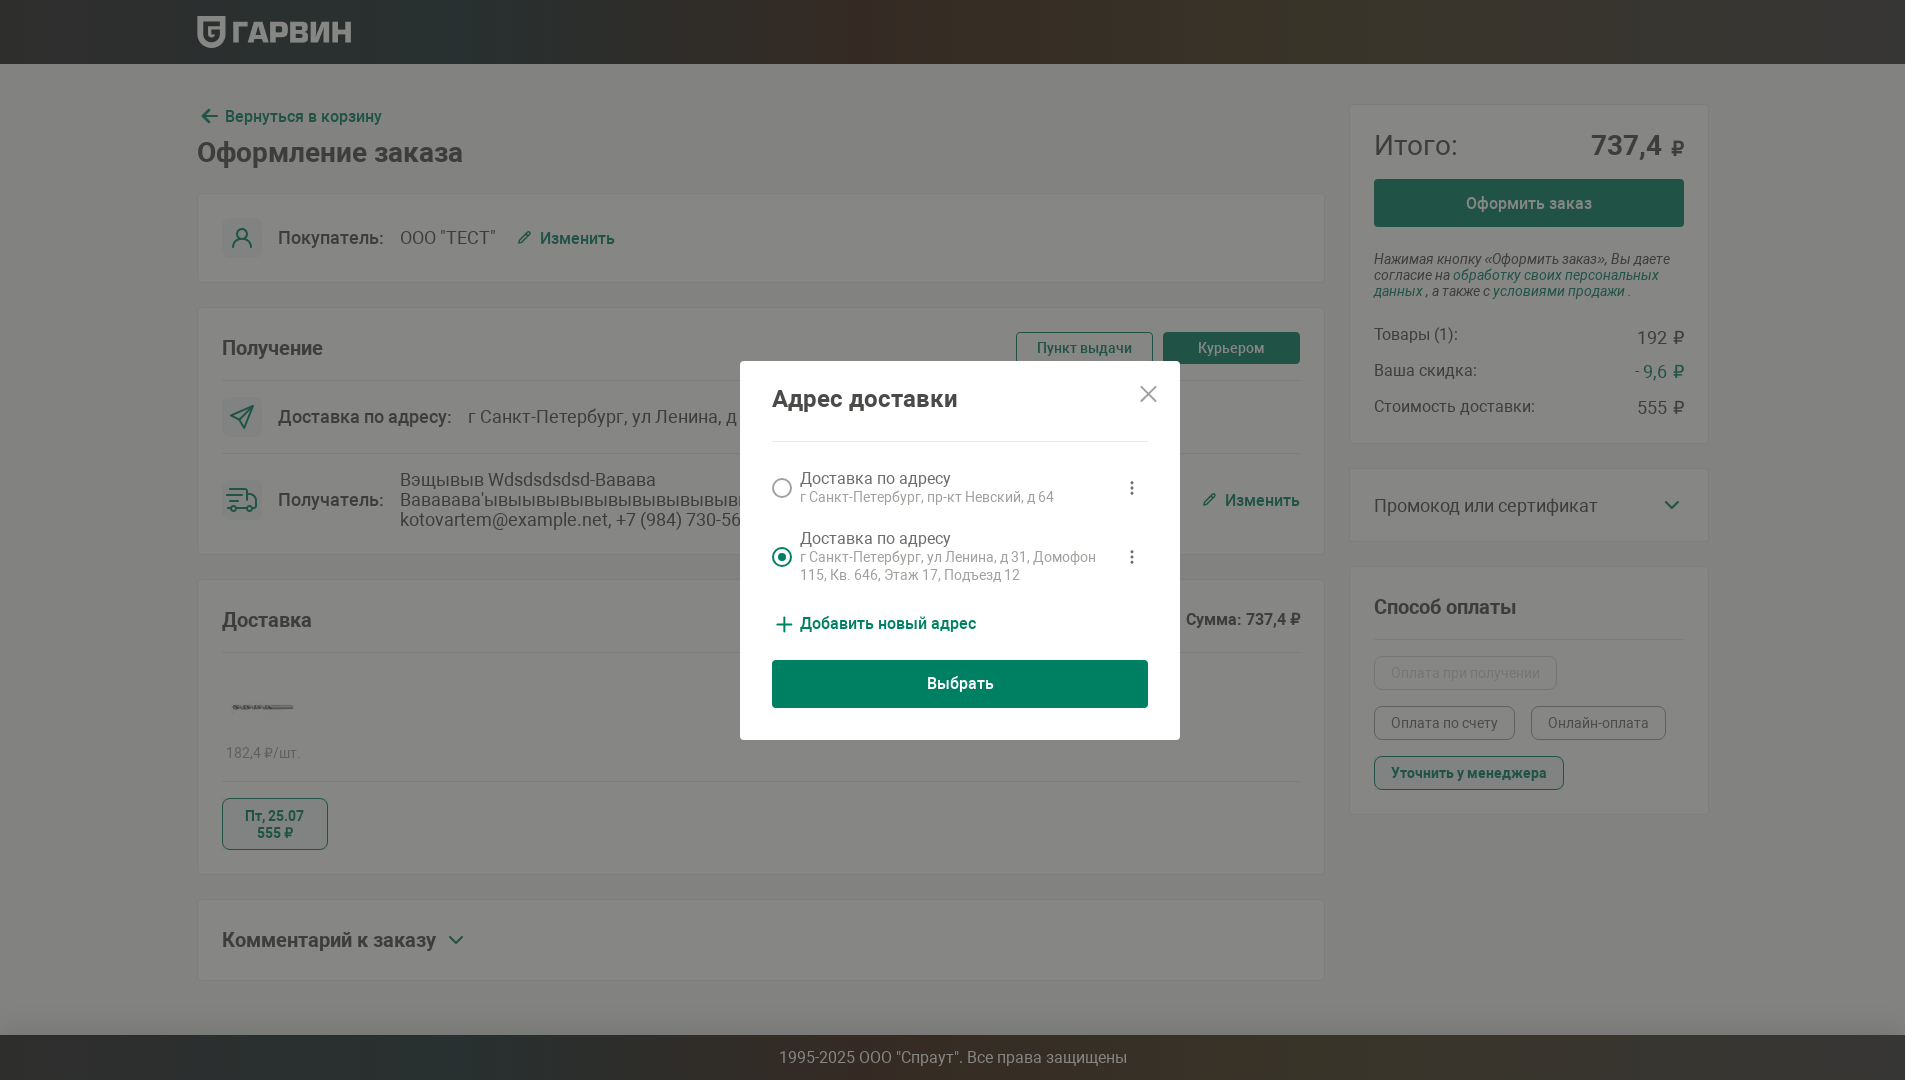 ГАРВИН
Вернуться в корзину
Оформление заказа
Покупатель: ООО "ТЕСТ" Изменить
Получение
Пункт выдачи
Курьером
Доставка по адресу: г Санкт-Петербург, ул Ленина, д
Получатель:
Вэщывыв Wdsdsdsdsd-Вавава
kotovartem@example.net, +7 (984) 730-56
Изменить
Доставка
Сумма: 737,4 ₽
182,4 ₽/шт.
Пт, 25.07
555 ₽
Комментарий к заказу
Адрес доставки
Доставка по адресу
г Санкт-Петербург, пр-кт Невский, д 64
Доставка по адресу
г Санкт-Петербург, ул Ленина, д 31, Домофон
115, Кв. 646, Этаж 17, Подъезд 12
Добавить новый адрес
Выбрать
Итого: 737,4 ₽
Оформить заказ
Нажимая кнопку «Оформить заказ», Вы даете
согласие на обработку своих персональных
данных , а также с условиями продажи .
Товары (1): 192 ₽
Ваша скидка: - 9,6 ₽
Стоимость доставки: 555 ₽
Промокод или сертификат
Способ оплаты
Оплата при получении
Оплата по счету
Онлайн-оплата
Уточнить у менеджера
1995-2025 ООО "Спраут". Все права защищены